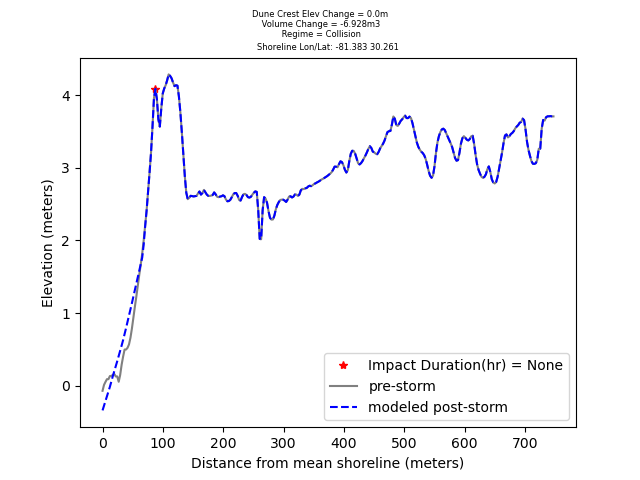 Dune Crest Elev Change = 0.0m
Volume Change = -6.928m3
Regime = Collision
Shoreline Lon/Lat: -81.383 30.261
4
3
2
1
0
Elevation (meters)
Impact Duration(hr) = None
pre-storm
modeled post-storm
0 100 200 300 400 500 600 700
Distance from mean shoreline (meters)